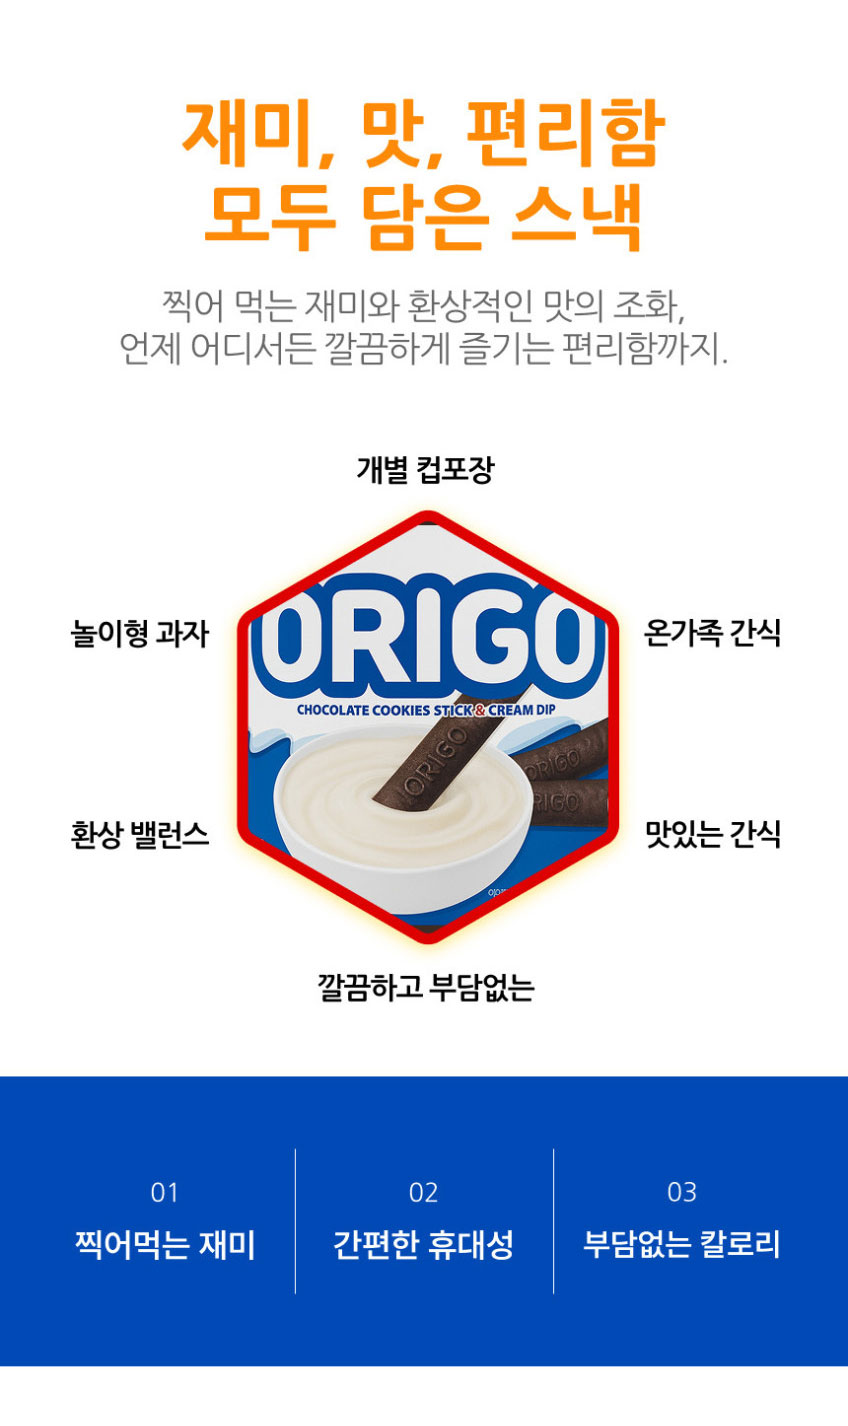 재미, 맛, 편리함
모두 담은 스낵
찍어 먹는 재미와 환상적인 맛의 조화,
언제 어디서든 깔끔하게 즐기는 편리함까지.
개별 컵포장
놀이형 과자
온가족 간식
ORIGO
CHOCOLATE COOKIES STICK & CREAM DIP
ORIGO
ORIGO
RIGO
환상 밸런스
맛있는 간식
깔끔하고 부담없는
01
02
03
찍어먹는 재미
간편한 휴대성
부담없는 칼로리